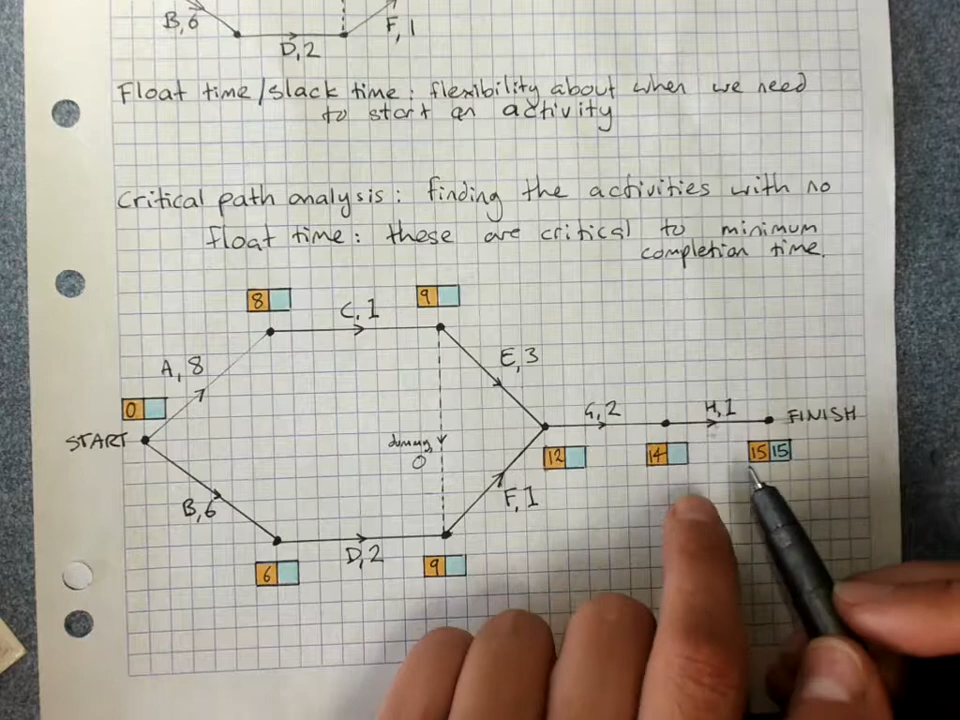 B,6
F,1
D,2
Float time/slack time: flexibility about when we need
to start an activity
Critical path analysis: finding the activities with no
float time: these are critical to minimum
completion time.
8
9
C,1
A,8
E,3
0
G,2
H,1
START
FINISH
dummy,
0
12
14
15 15
B,6
F,1
D,2
6
9